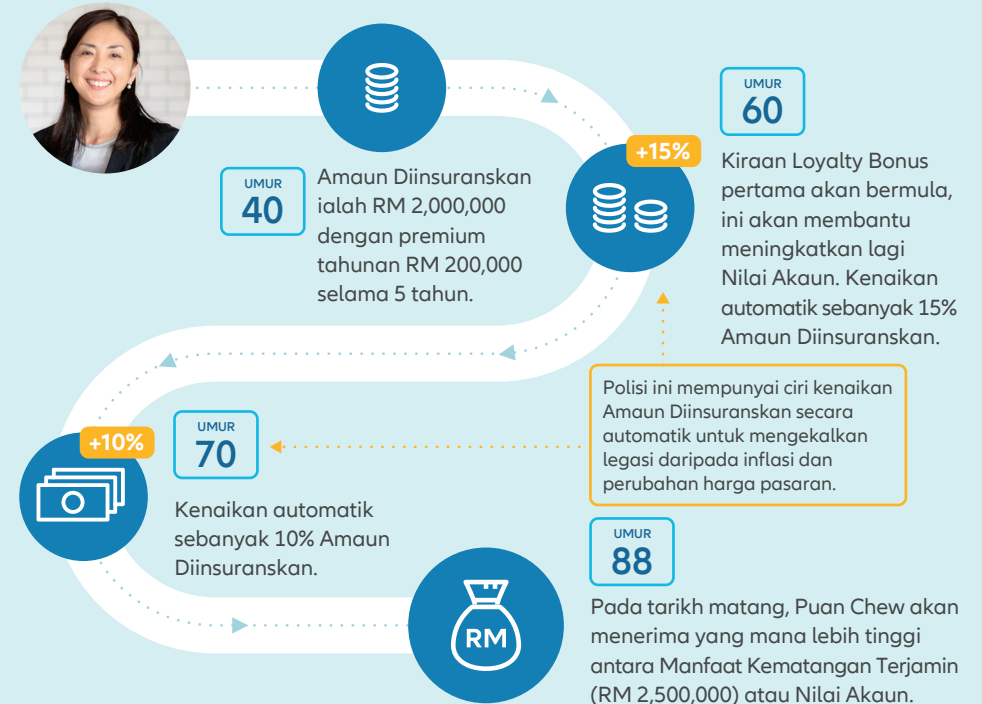 UMUR
40
Amaun Diinsuranskan
ialah RM 2,000,000
dengan premium
tahunan RM 200,000
selama 5 tahun.
+15%
UMUR
60
Kiraan Loyalty Bonus
pertama akan bermula,
ini akan membantu
meningkatkan lagi
Nilai Akaun. Kenaikan
automatik sebanyak 15%
Amaun Diinsuranskan.
Polisi ini mempunyai ciri kenaikan
Amaun Diinsuranskan secara
automatik untuk mengekalkan
legasi daripada inflasi dan
perubahan harga pasaran.
+10%
UMUR
70
Kenaikan automatik
sebanyak 10% Amaun
Diinsuranskan.
RM
UMUR
88
Pada tarikh matang, Puan Chew akan
menerima yang mana lebih tinggi
antara Manfaat Kematangan Terjamin
(RM 2,500,000) atau Nilai Akaun.